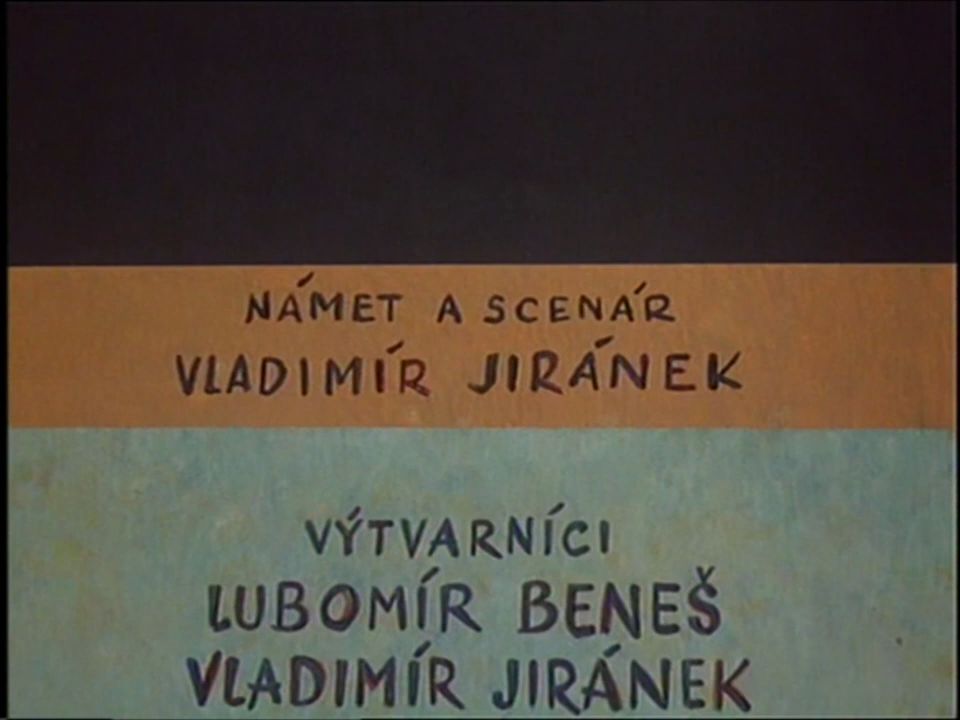 NÁMET A SCENÁR
VLADIMÍR JIRÁNEK
VÝTVARNÍCI
LUBOMÍR BENEŠ
VLADIMÍR JIRÁNEK